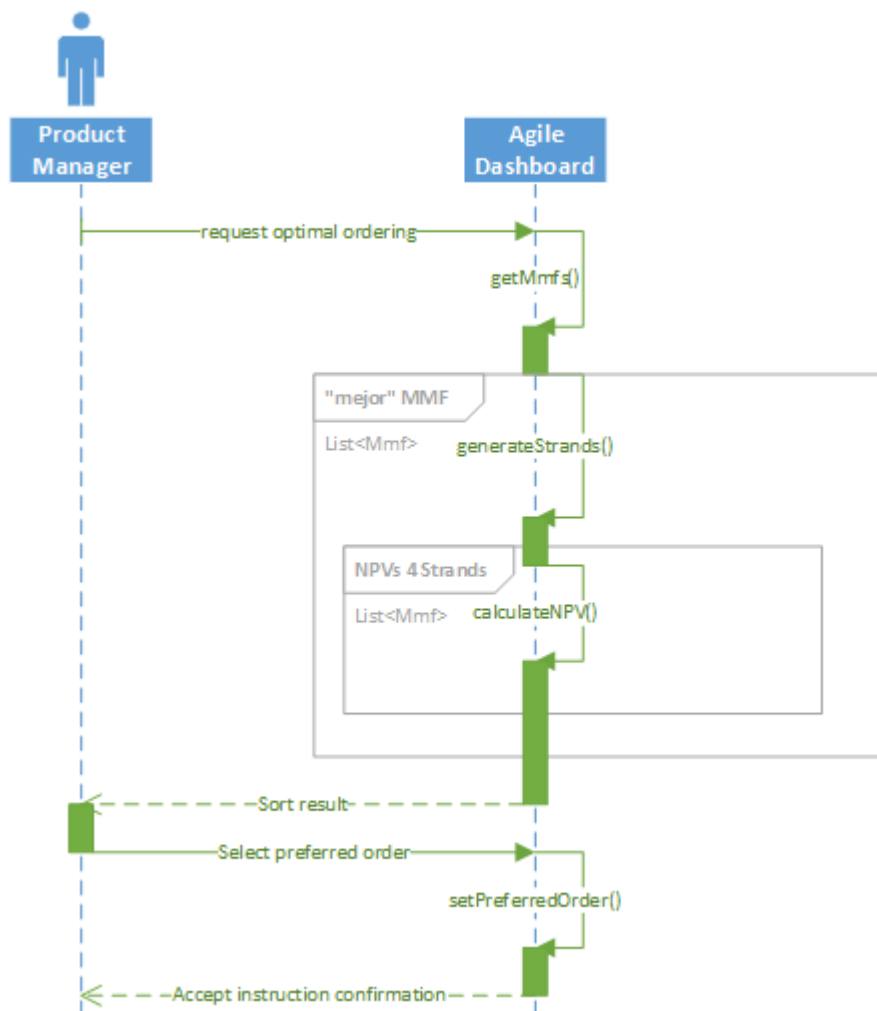 Product
Manager
Agile
Dashboard
request optimal ordering
getMmfs()
"mejor" MMF
List<Mmf>
generateStrands()
NPVs 4 Strands
List<Mmf>
calculateNPV()
Sort result
Select preferred order
setPreferredOrder()
Accept instruction confirmation